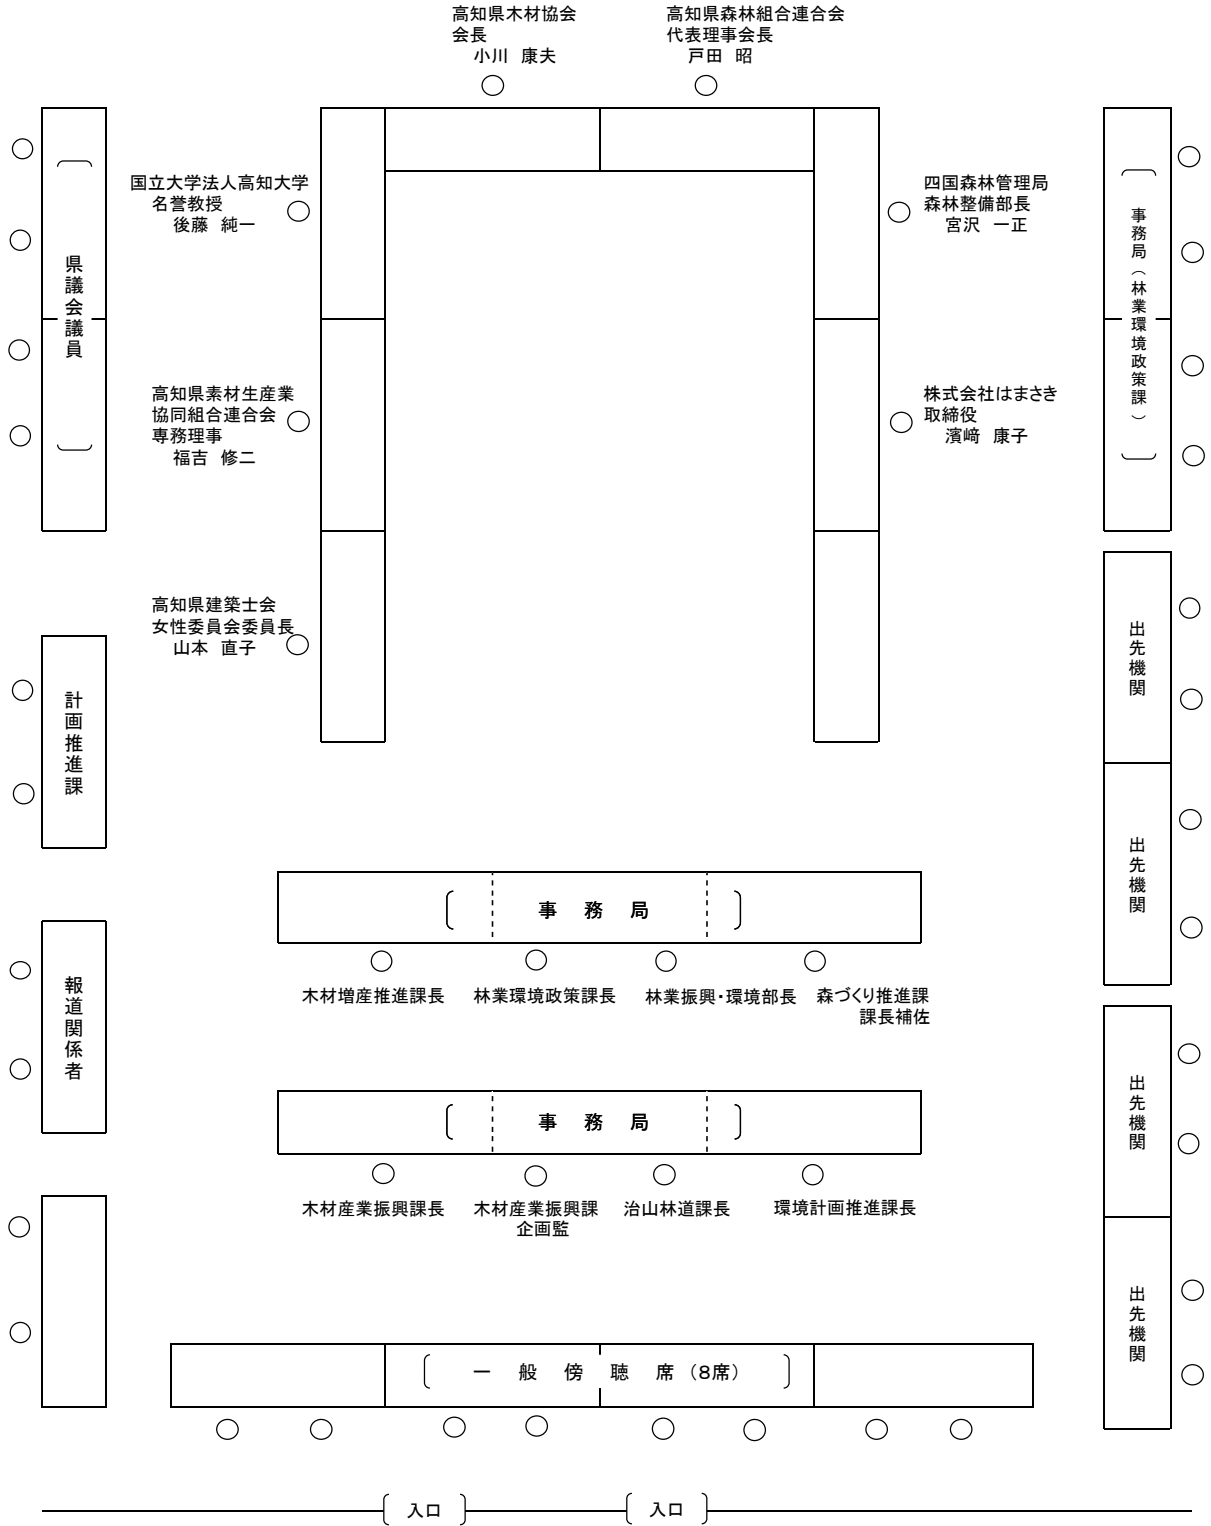 高知県木材協会
会長
小川 康夫
高知県森林組合連合会
代表理事会長
戸田 昭
国立大学法人高知大学
名誉教授
後藤 純一
四国森林管理局
森林整備部長
宮沢 一正
県議会議員
事務局(林業環境政策課)
高知県素材生産業
協同組合連合会
専務理事
福吉 修二
株式会社はまさき
取締役
濱﨑 康子
高知県建築士会
女性委員会委員長
山本 直子
出先機関
計画推進課
出先機関
事 務 局
木材増産推進課長
林業環境政策課長
林業振興・環境部長
森づくり推進課
課長補佐
報道関係者
出先機関
事 務 局
木材産業振興課長
木材産業振興課
企画監
治山林道課長
環境計画推進課長
出先機関
一 般 傍 聴 席 (8席)
入口
入口